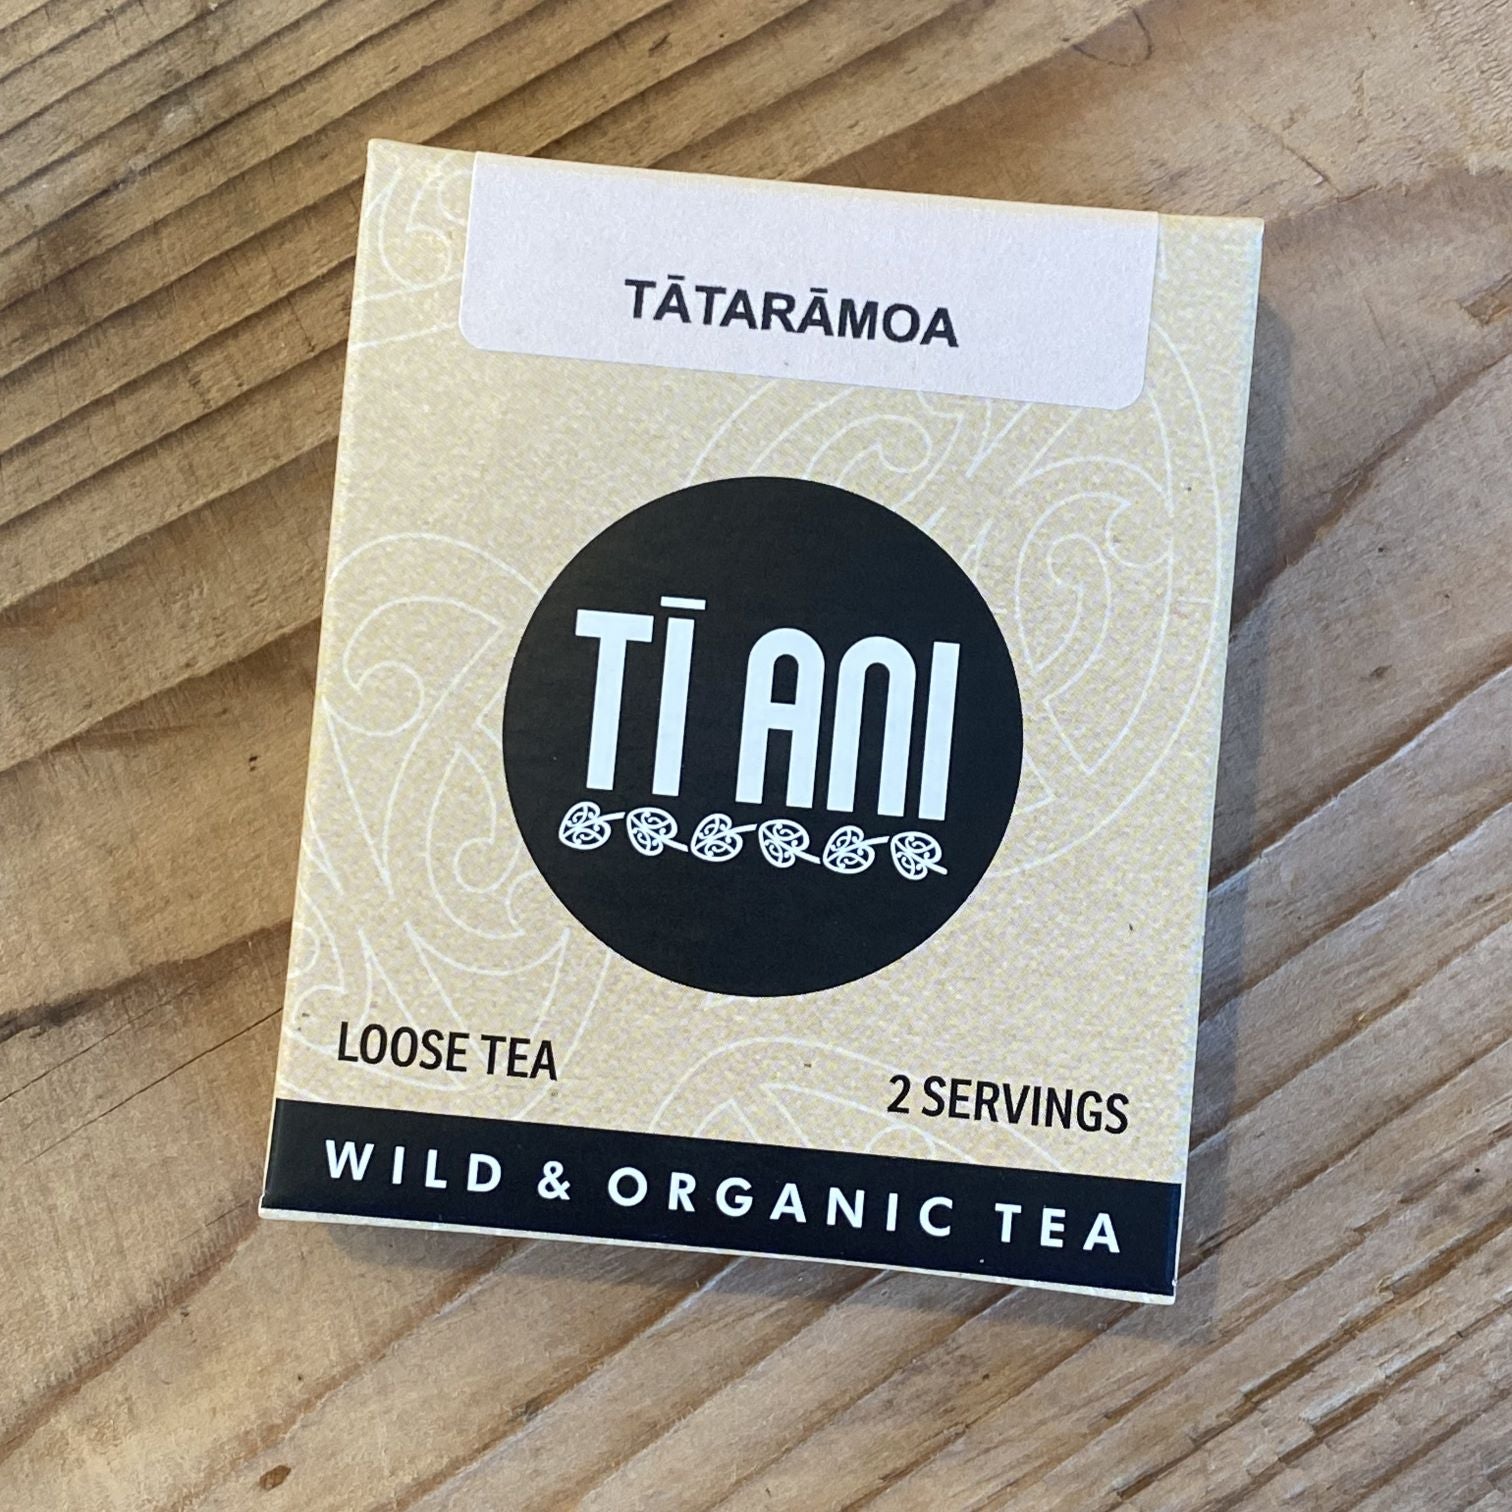 TĀTARĀMOA
TĪ ANI
LOOSE TEA
2 SERVINGS
WILD & ORGANIC TEA